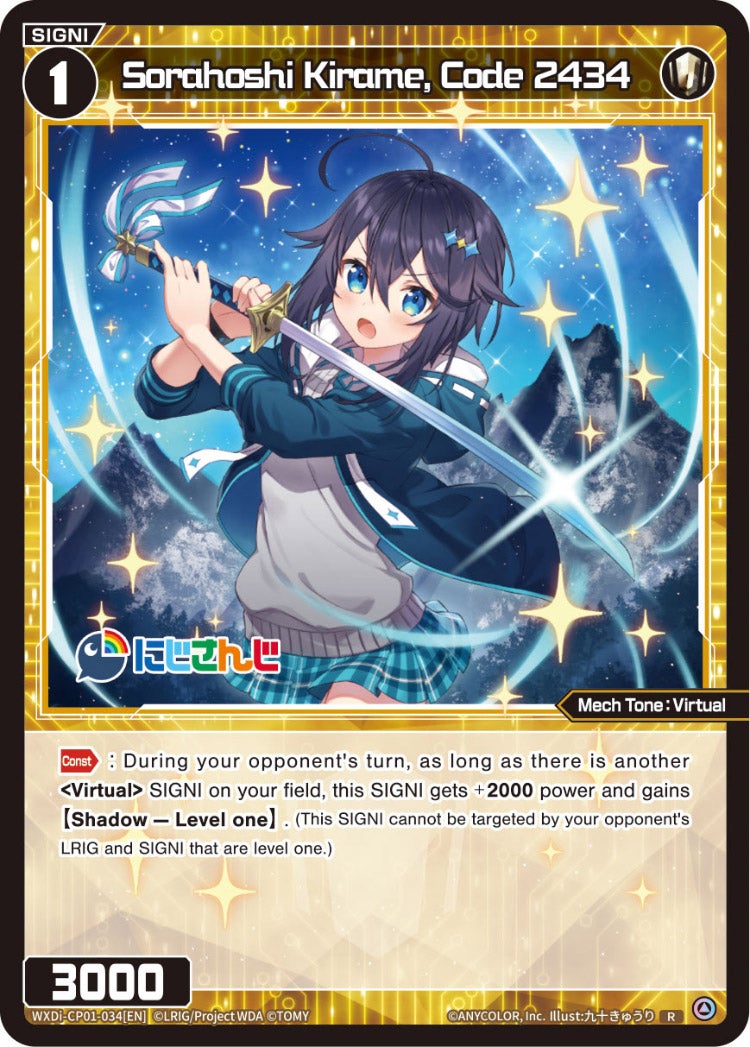 SIGNI
1 Sorahoshi Kirame, Code 2434
にじさんじ
Mech Tone:Virtual
Const : During your opponent's turn, as long as there is another
<Virtual> SIGNI on your field, this SIGNI gets +2000 power and gains
【Shadow — Level one】. (This SIGNI cannot be targeted by your opponent's
LRIG and SIGNI that are level one.)
3000
WXDi-CP01-034[EN] ©LRIG/Project WDA ©TOMY ©ANYCOLOR, Inc. Illust:九十きゅうり R